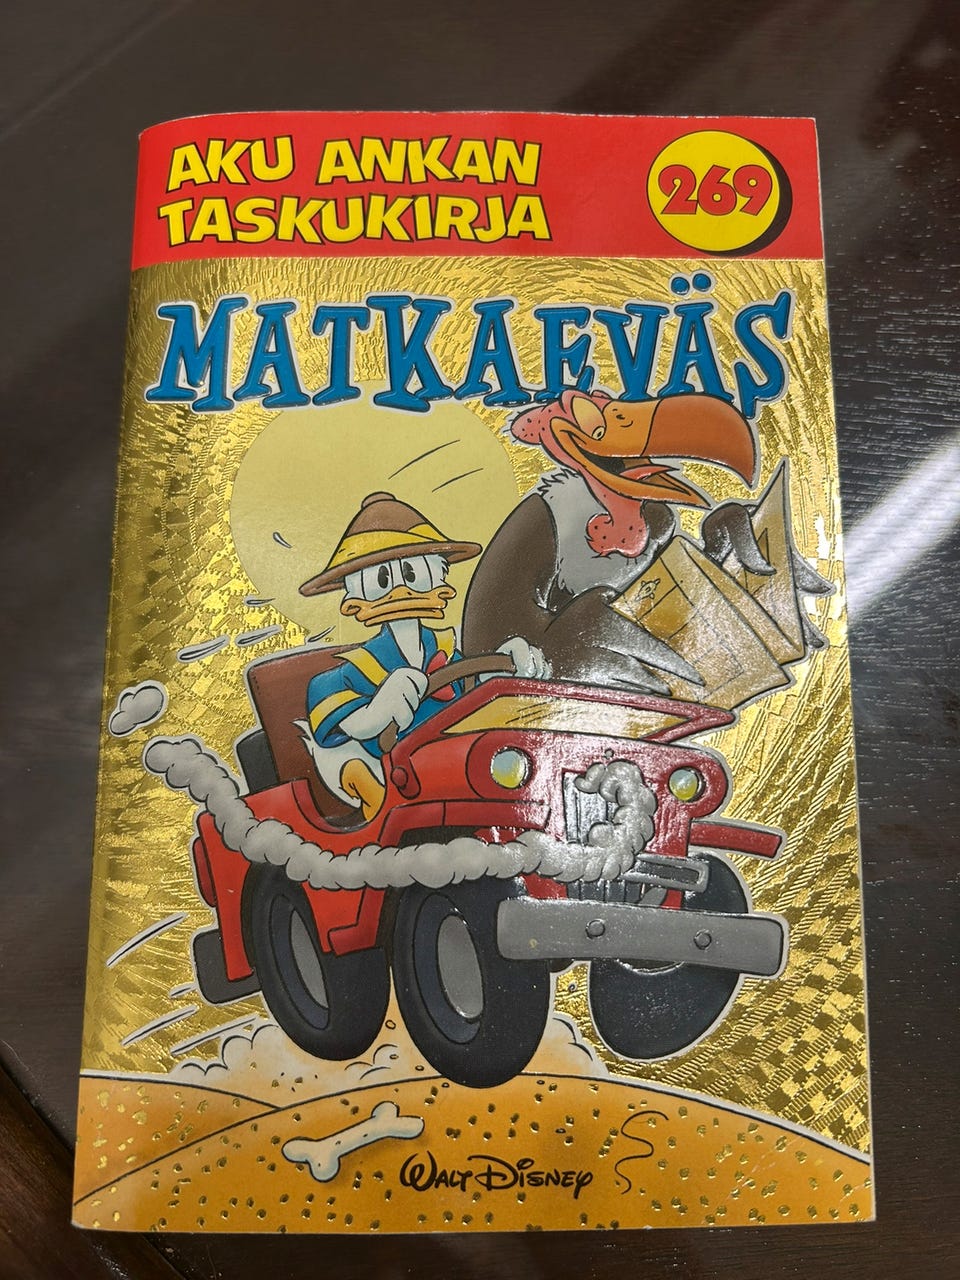 AKU ANKAN
TASKUKIRJA
269
MATKAEVÄS
WALT DISNEY